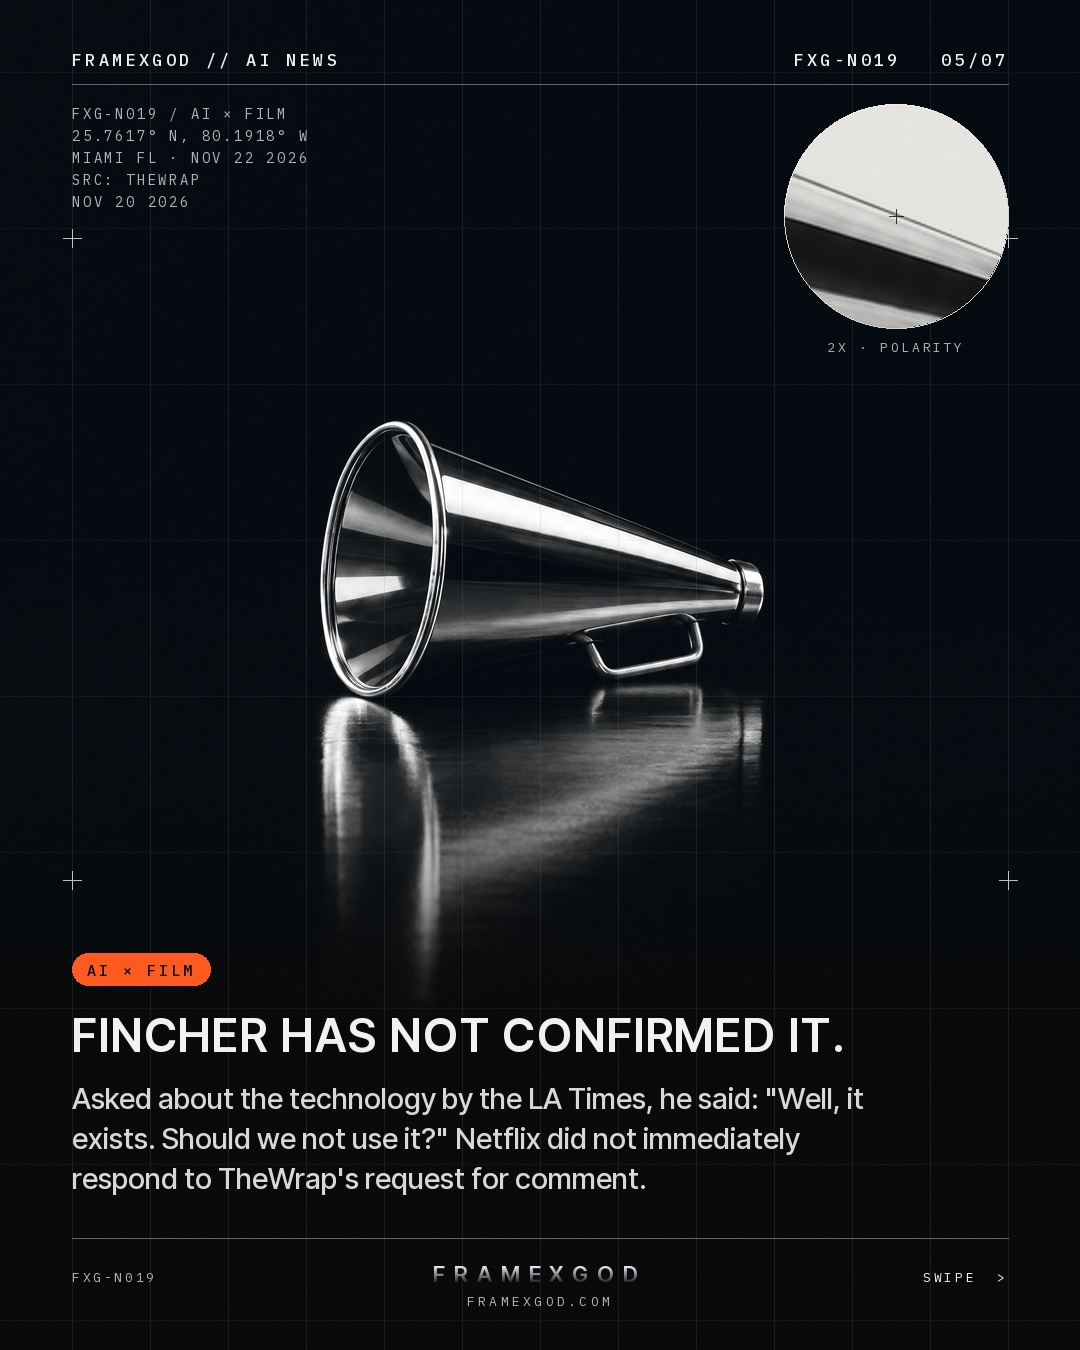 FRAMEXGOD // AI NEWS
FXG-N019 05/07
FXG-N019 / AI × FILM
25.7617° N, 80.1918° W
MIAMI FL · NOV 22 2026
SRC: THEWRAP
NOV 20 2026
2X · POLARITY
AI × FILM
FINCHER HAS NOT CONFIRMED IT.
Asked about the technology by the LA Times, he said: "Well, it
exists. Should we not use it?" Netflix did not immediately
respond to TheWrap's request for comment.
FXG-N019
FRAMEXGOD
FRAMEXGOD.COM
SWIPE >